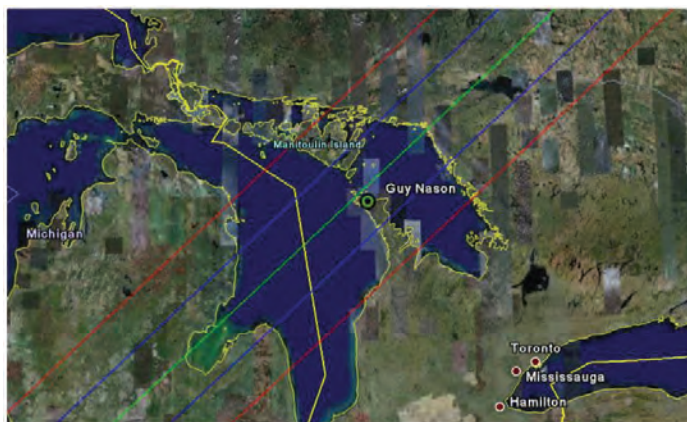 Manitoulin Island
Guy Nason
Michigan
Toronto
Mississauga
Hamilton